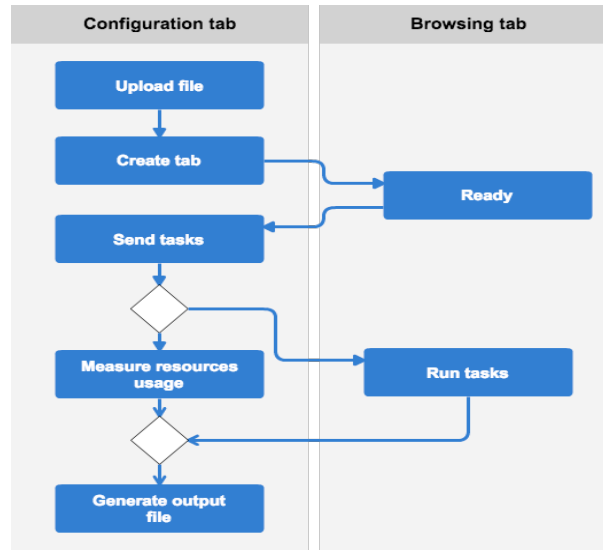 Configuration tab
Browsing tab
Upload file
Create tab
Ready
Send tasks
Measure resources
usage
Run tasks
Generate output
file